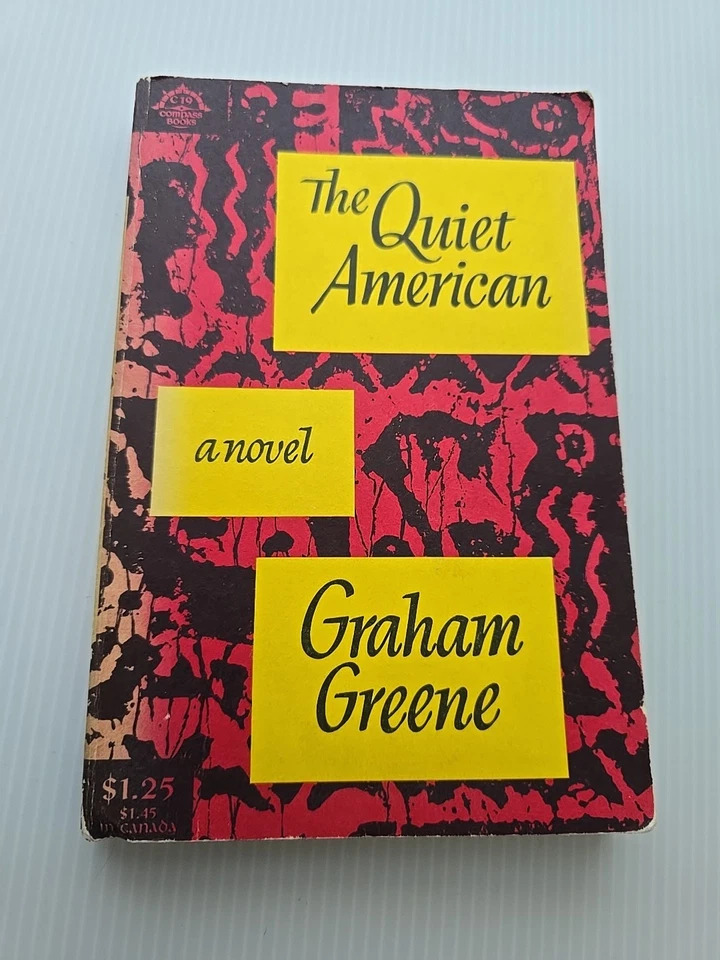 C19
COMPASS
BOOKS
The Quiet
American
a novel
Graham
Greene
$1.25
$1.45
IN CANADA